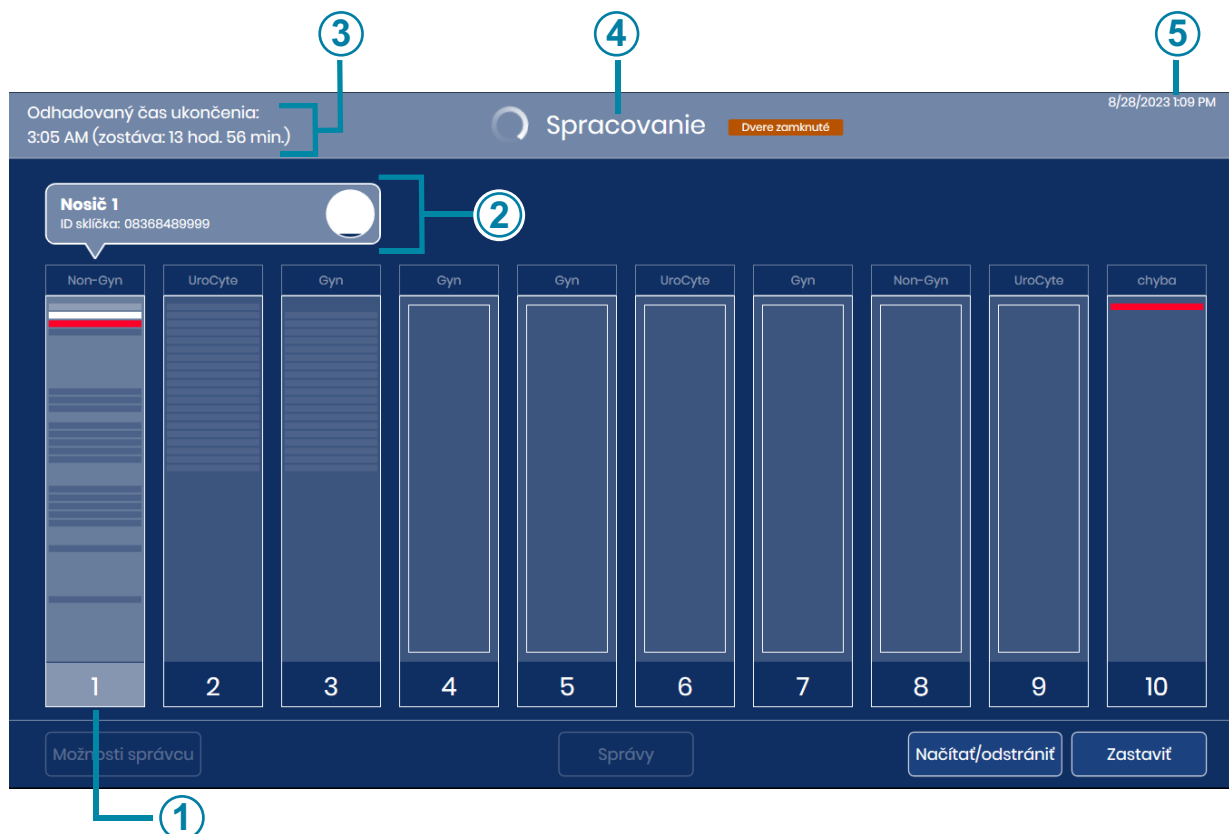 3
4
5
Odhadovaný čas ukončenia:
3:05 AM (zostáva: 13 hod. 56 min.)
Spracovanie
Dvere zamknuté
8/28/2023 1:09 PM
Nosič 1
ID sklíčka: 08368489999
2
Non-Gyn
UroCyte
Gyn
Gyn
Gyn
UroCyte
Gyn
Non-Gyn
UroCyte
chyba
1
2
3
4
5
6
7
8
9
10
Možnosti správcu
Správy
Načítať/odstrániť
Zastaviť
1